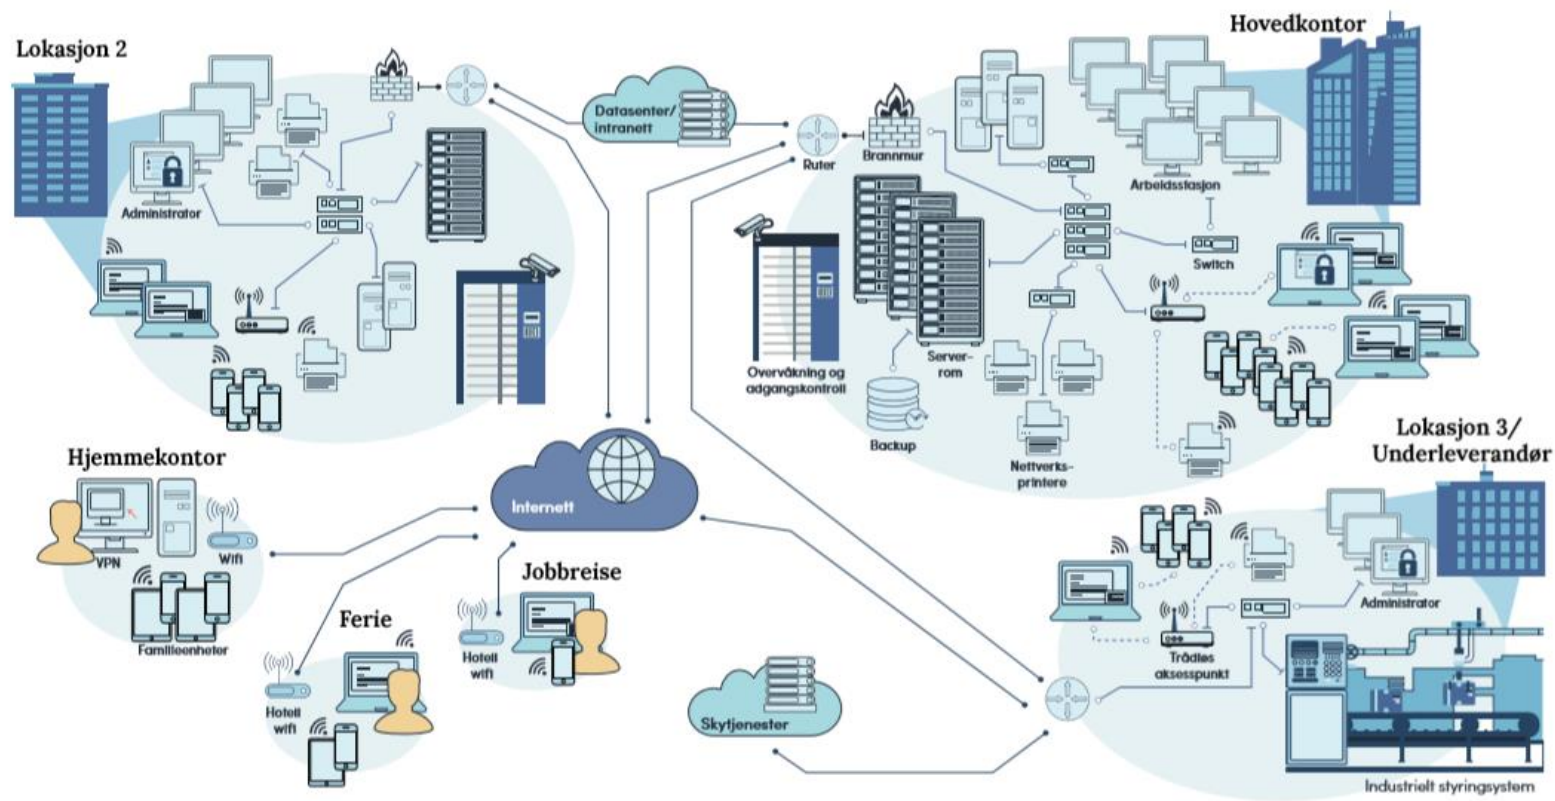 Lokasjon 2
Administrator
Datasenter/
intranett
Hovedkontor
Ruter
Brannmur
Arbeidsstasjon
Switch
Server-
rom
Overvåkning og
adgangskontroll
Backup
Nettverks-
printere
Hjemmekontor
VPN
Wifi
Familieenheter
Internett
Jobbreise
Hotell
wifi
Ferie
Hotell
wifi
Skytjenester
Lokasjon 3/
Underleverandør
Administrator
Trådløs
aksesspunkt
Industrielt styringsystem